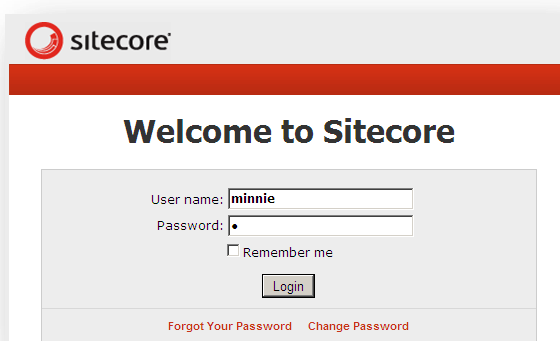 sitecore
Welcome to Sitecore
User name: minnie
Password: •
Remember me
Login
Forgot Your Password Change Password